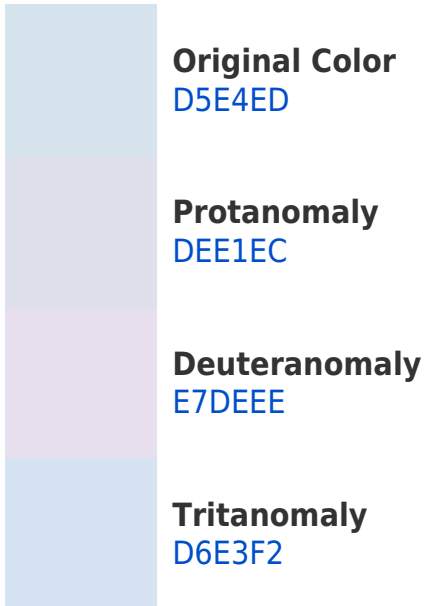 Original Color
D5E4ED
Protanomaly
DEE1EC
Deuteranomaly
E7DEEE
Tritanomaly
D6E3F2